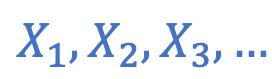 X₁, X₂, X₃, ...